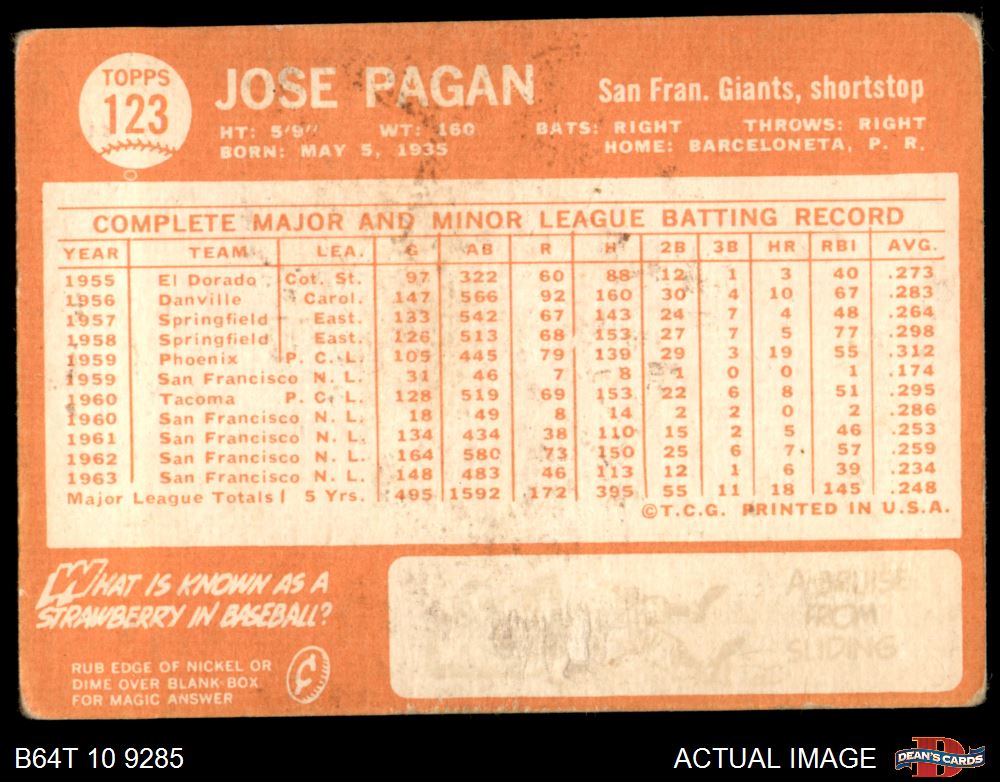 TOPPS
123
JOSE PAGAN
San Fran. Giants, shortstop
HT: 5'9" WT: 160 BATS: RIGHT THROWS: RIGHT
BORN: MAY 5, 1935 HOME: BARCELONETA, P. R.
COMPLETE MAJOR AND MINOR LEAGUE BATTING RECORD
YEAR TEAM LEA. G AB R H 2B 3B HR RBI AVG.
1955 El Dorado Cot. St. 97 322 60 88 12 1 3 40 .273
1956 Danville Carol. 147 566 92 160 30 4 10 67 .283
1957 Springfield East. 133 542 67 143 24 7 4 48 .264
1958 Springfield East. 126 513 68 153 27 7 5 77 .298
1959 Phoenix P. C. L. 105 445 79 139 29 3 19 55 .312
1959 San Francisco N. L. 31 46 7 8 1 0 0 1 .174
1960 Tacoma P. C. L. 128 519 69 153 22 6 8 51 .295
1960 San Francisco N. L. 18 49 8 14 2 2 0 2 .286
1961 San Francisco N. L. 134 434 38 110 15 2 5 46 .253
1962 San Francisco N. L. 164 580 73 150 25 6 7 57 .259
1963 San Francisco N. L. 148 483 46 113 12 1 6 39 .234
Major League Totals 5 Yrs. 495 1592 172 395 55 11 18 145 .248
©T.C.G. PRINTED IN U.S.A.
WHAT IS KNOWN AS A
STRAWBERRY IN BASEBALL?
RUB EDGE OF NICKEL OR
DIME OVER BLANK-BOX
FOR MAGIC ANSWER
A BRUISE
FROM
SLIDING
B64T 10 9285
ACTUAL IMAGE
DEAN'S CARDS